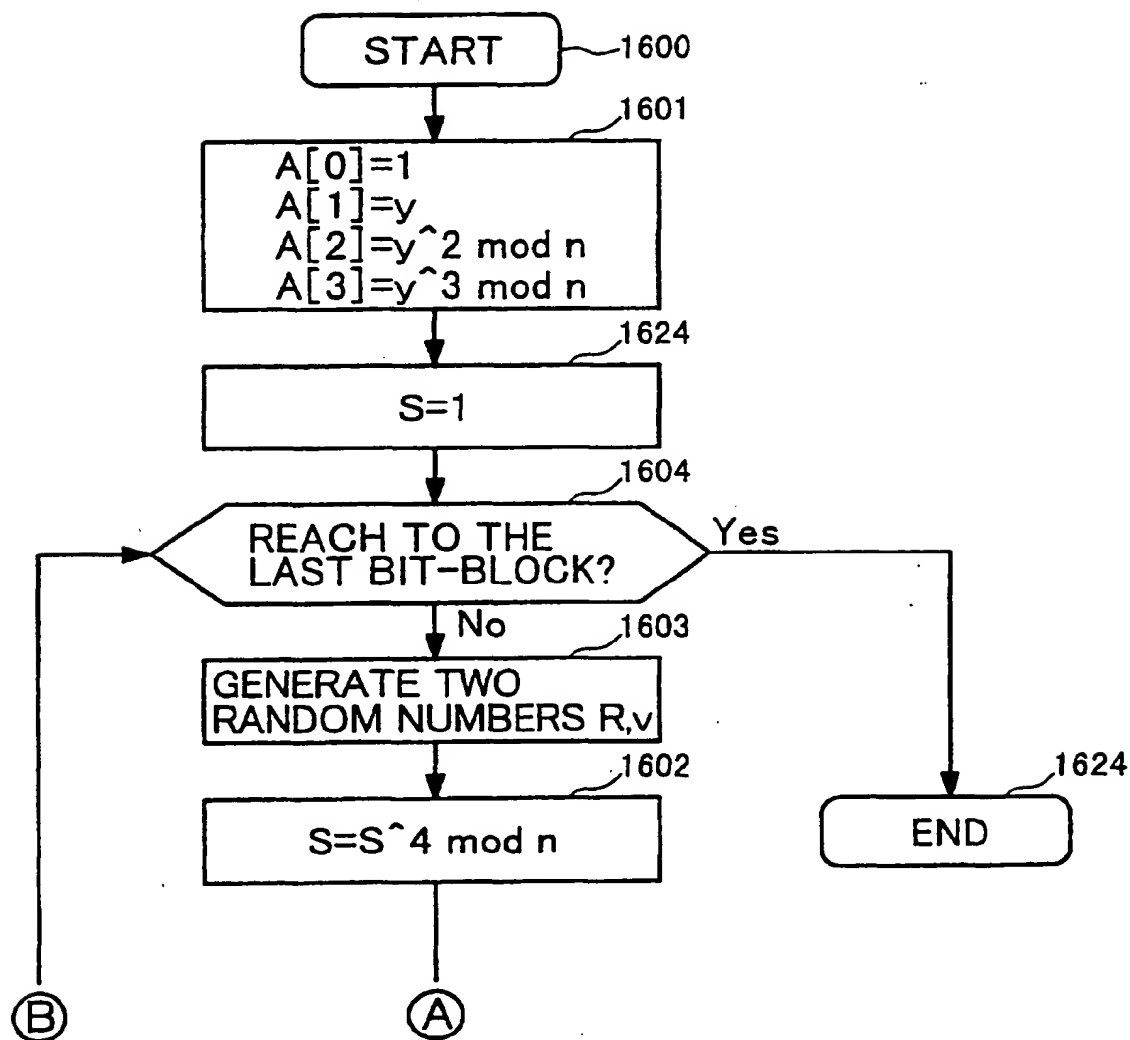 START
1600
1601
A[0]=1
A[1]=y
A[2]=y^2 mod n
A[3]=y^3 mod n
1624
S=1
1604
REACH TO THE
LAST BIT-BLOCK?
Yes
No
1603
GENERATE TWO
RANDOM NUMBERS R,v
1602
S=S^4 mod n
1624
END
B
A